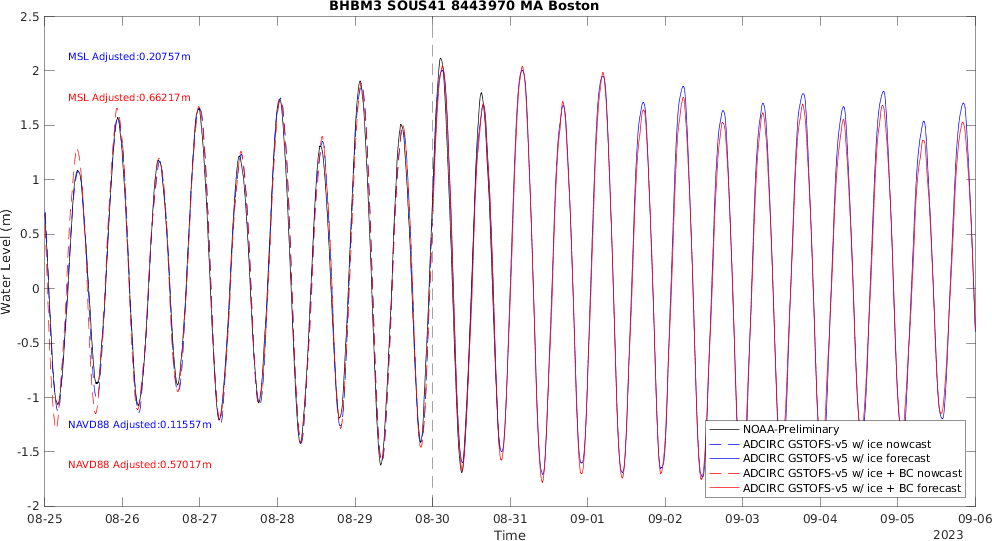 BHBM3 SOUS41 8443970 MA Boston
2.5
2
1.5
1
0.5
0
-0.5
-1
-1.5
-2
Water Level (m)
MSL Adjusted:0.20757m
MSL Adjusted:0.66217m
NAVD88 Adjusted:0.11557m
NAVD88 Adjusted:0.57017m
NOAA-Preliminary
ADCIRC GSTOFS-v5 w/ ice nowcast
ADCIRC GSTOFS-v5 w/ ice forecast
ADCIRC GSTOFS-v5 w/ ice + BC nowcast
ADCIRC GSTOFS-v5 w/ ice + BC forecast
08-25 08-26 08-27 08-28 08-29 08-30 08-31 09-01 09-02 09-03 09-04 09-05 09-06
Time
2023